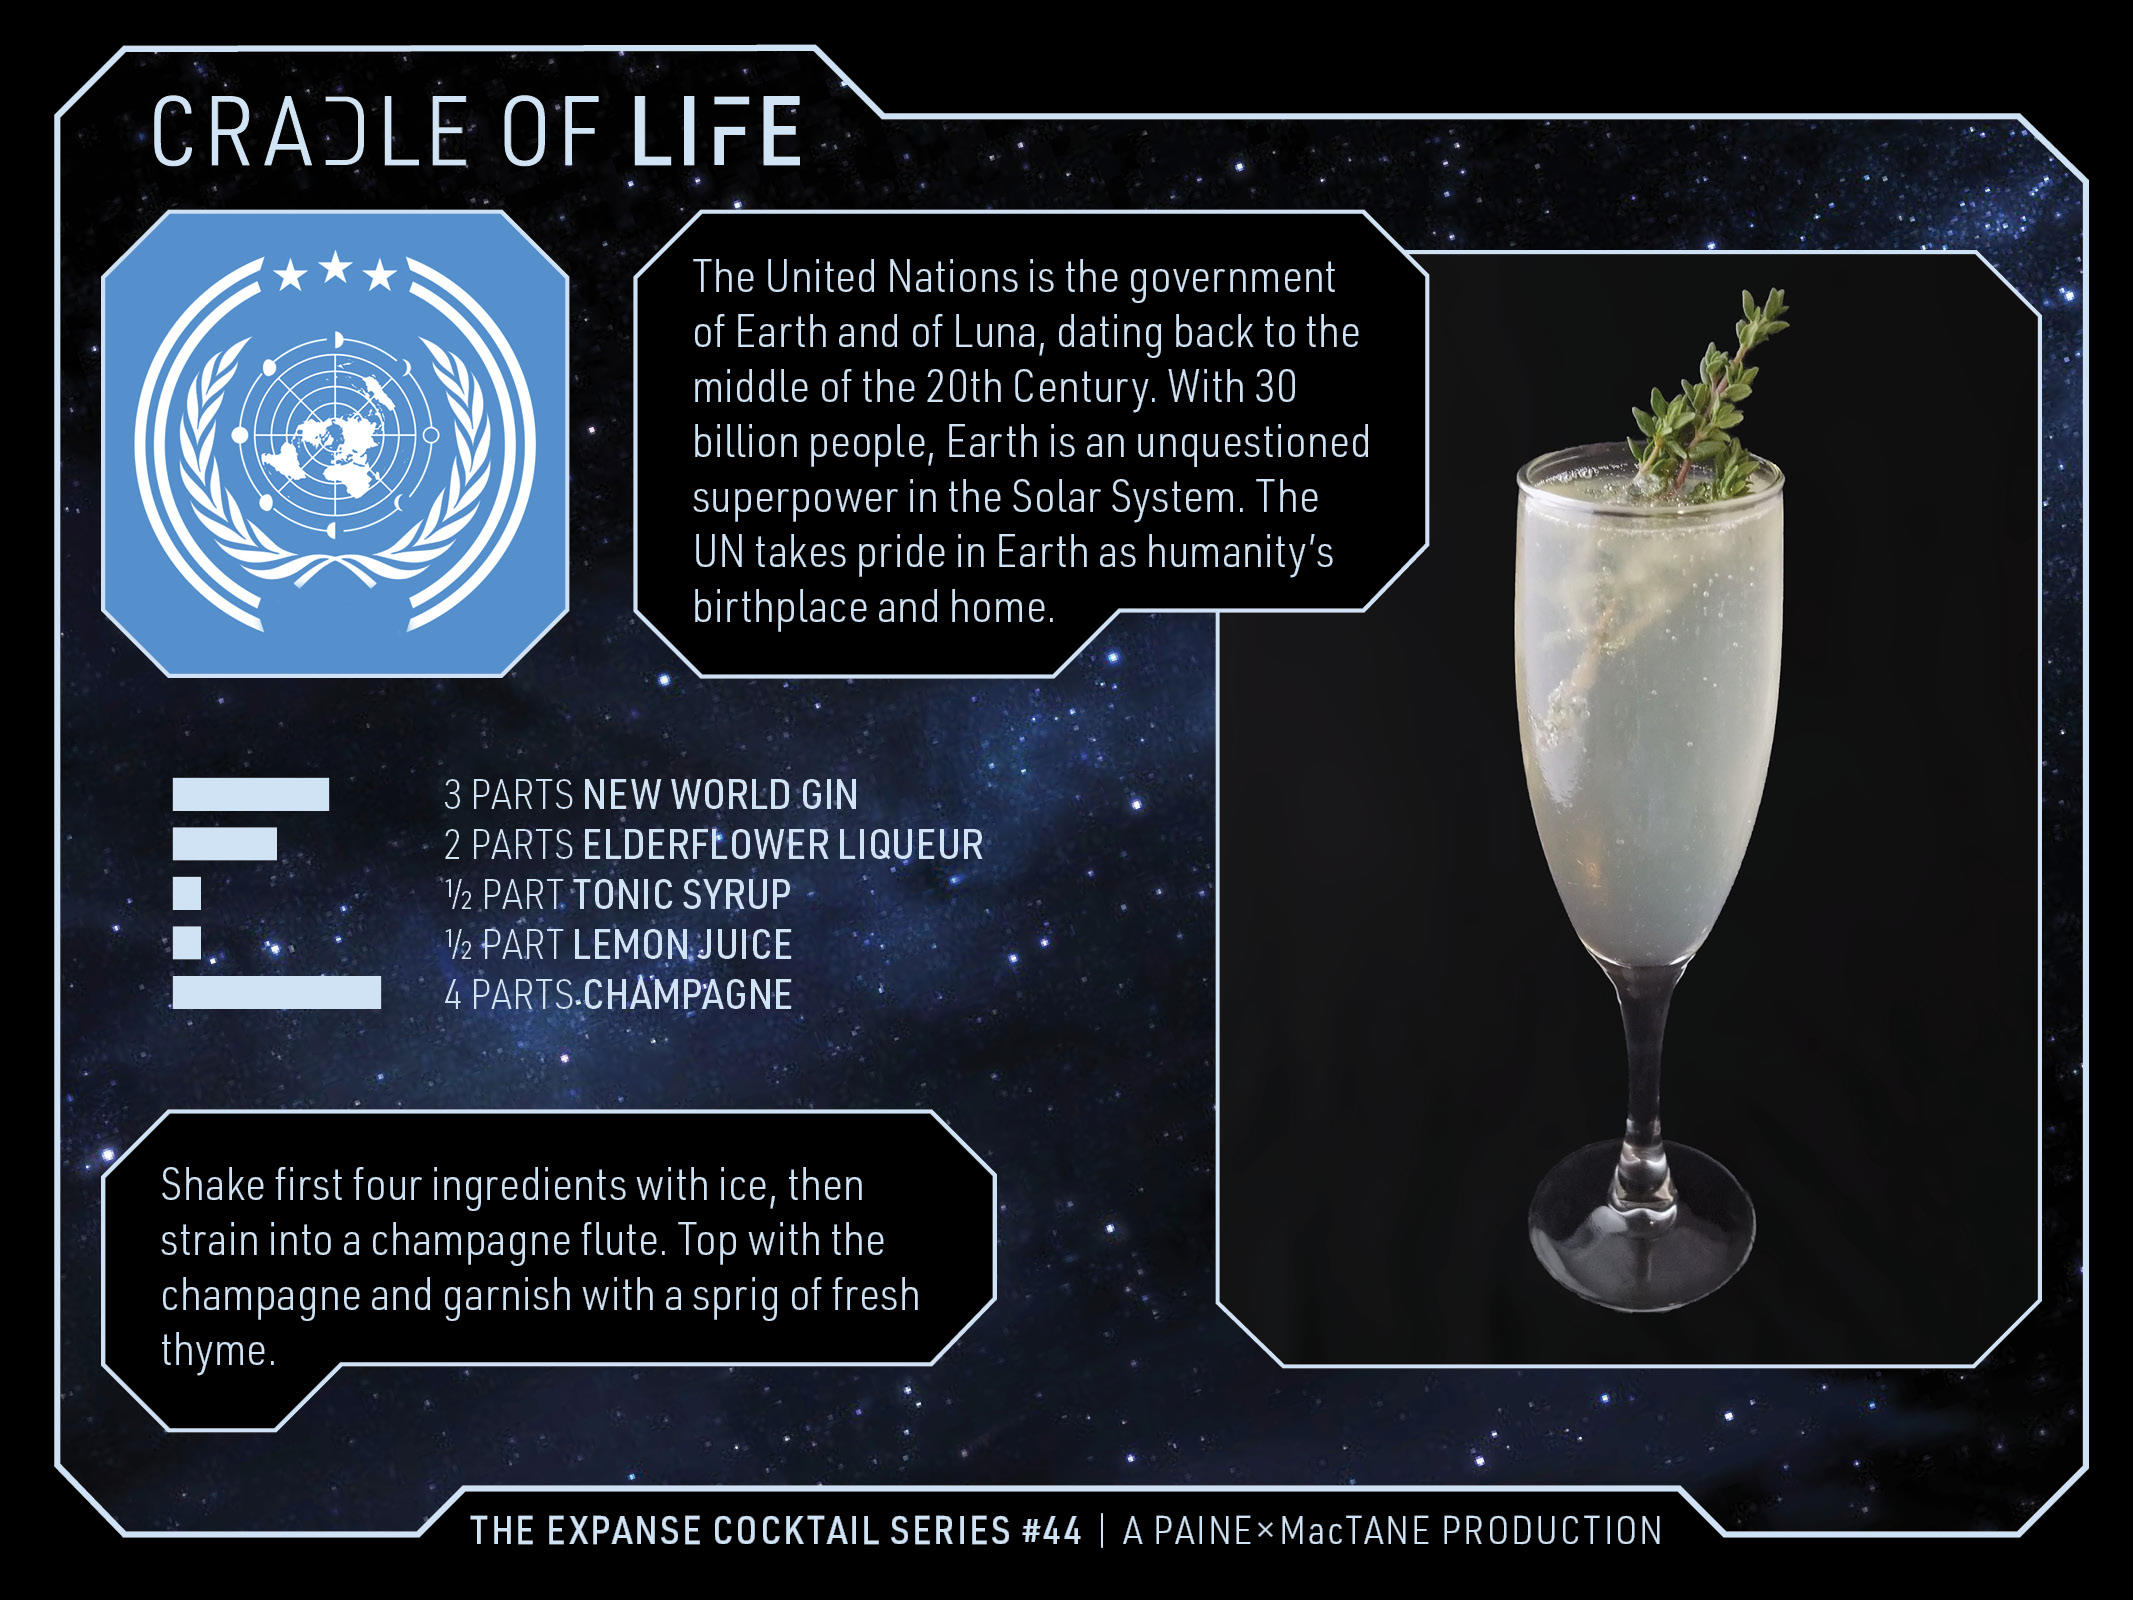 CRADLE OF LIFE
The United Nations is the government
of Earth and of Luna, dating back to the
middle of the 20th Century. With 30
billion people, Earth is an unquestioned
superpower in the Solar System. The
UN takes pride in Earth as humanity’s
birthplace and home.
3 PARTS NEW WORLD GIN
2 PARTS ELDERFLOWER LIQUEUR
½ PART TONIC SYRUP
½ PART LEMON JUICE
4 PARTS CHAMPAGNE
Shake first four ingredients with ice, then
strain into a champagne flute. Top with the
champagne and garnish with a sprig of fresh
thyme.
THE EXPANSE COCKTAIL SERIES #44 | A PAINE×MacTANE PRODUCTION